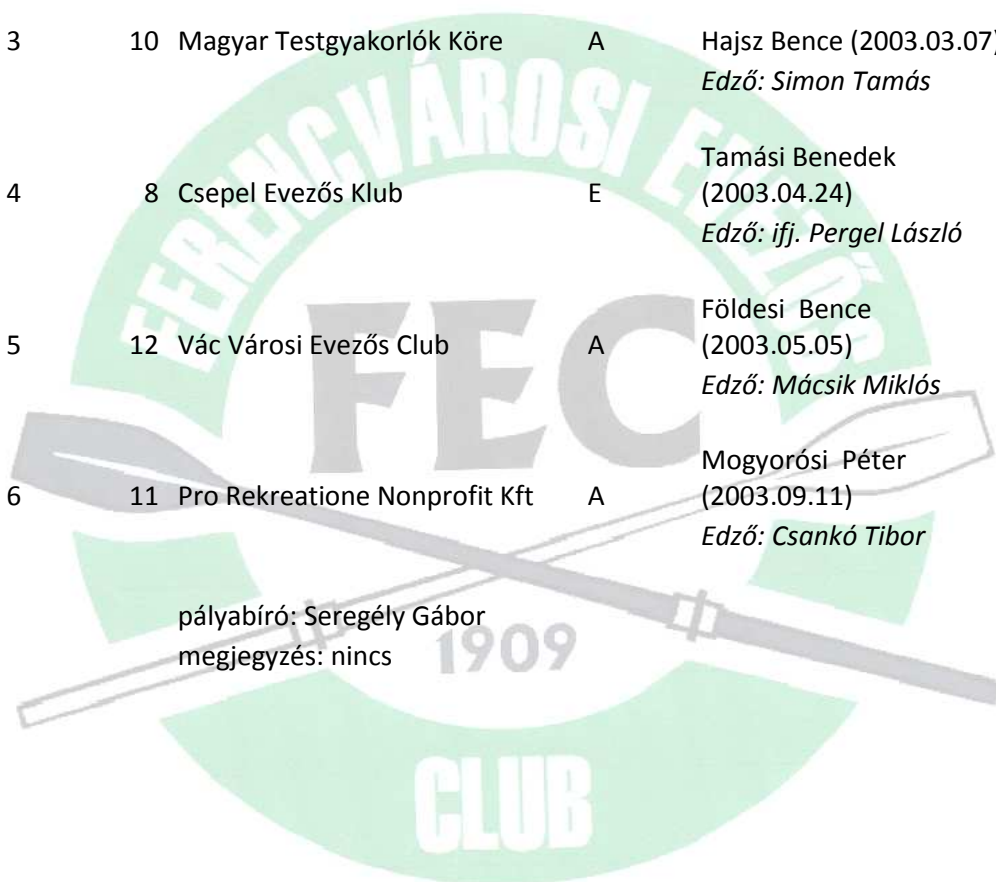 3 10 Magyar Testgyakorlók Köre A Hajsz Bence (2003.03.07)
Edző: Simon Tamás
Tamási Benedek
4 8 Csepel Evezős Klub E (2003.04.24)
Edző: ifj. Pergel László
Földesi Bence
5 12 Vác Városi Evezős Club A (2003.05.05)
Edző: Mácsik Miklós
Mogyorósi Péter
6 11 Pro Rekreatione Nonprofit Kft A (2003.09.11)
Edző: Csankó Tibor
pályabíró: Seregély Gábor
megjegyzés: nincs
FERENCVÁROSI EVEZŐS
FEC
1909
CLUB